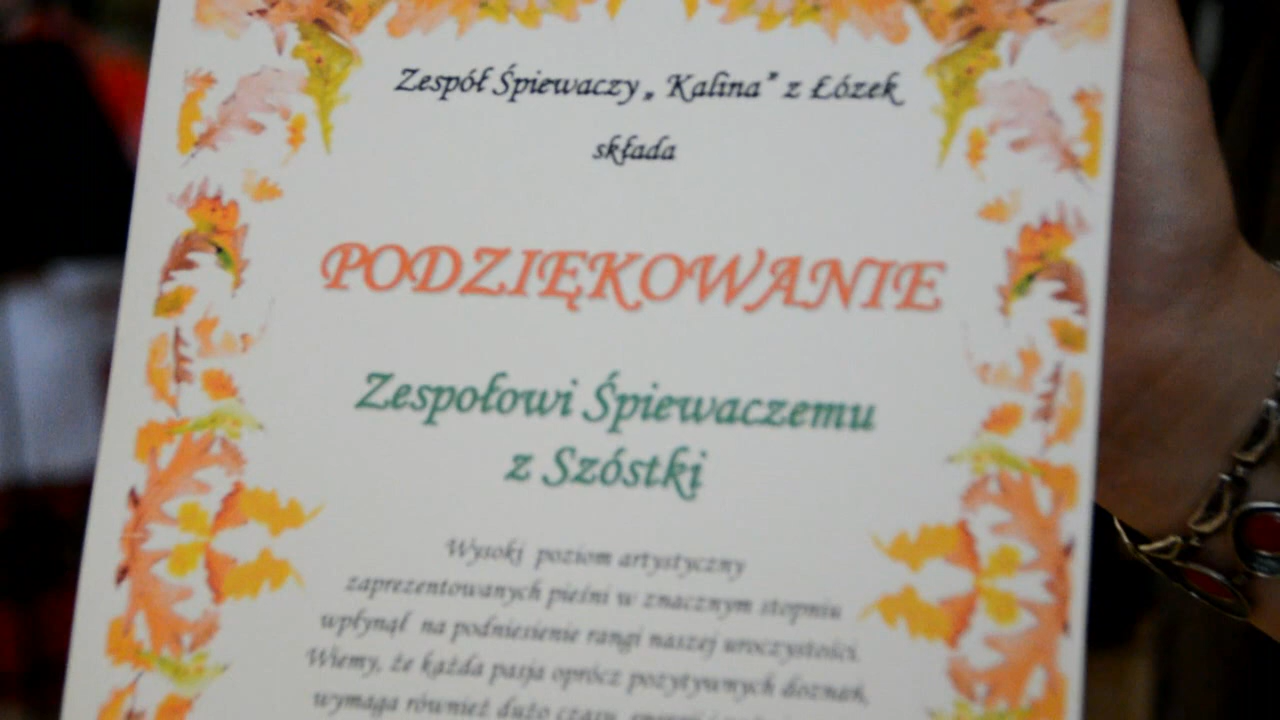 Zespół Śpiewaczy „ Kalina" z Łózek
składa
PODZIĘKOWANIE
Zespołowi Śpiewaczemu
z Szóstki
Wysoki poziom artystyczny
zaprezentowanych pieśni w znacznym stopniu
wpłynął na podniesienie rangi naszej uroczystości.
Wiemy, że każda pasja oprócz pozytywnych doznań,
wymaga również dużo czasu, energii i